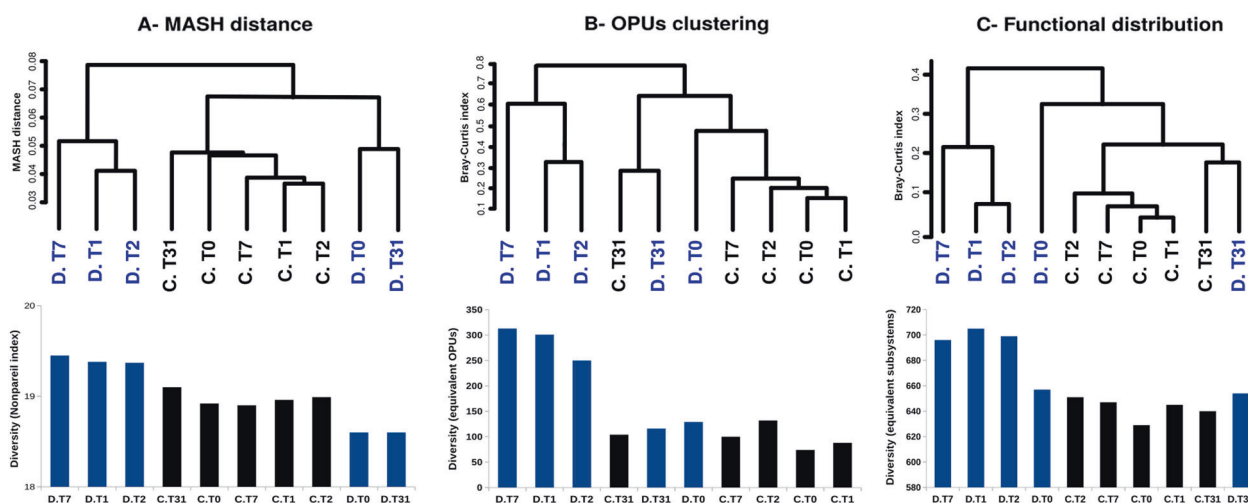 A- MASH distance
MASH distance
0.08
0.07
0.06
0.05
0.04
0.03
D. T7
D. T1
D. T2
C. T31
C. T0
C. T7
C. T1
C. T2
D. T0
D. T31
Diversity (Nonpareil index)
20
19
18
D.T7 D.T1 D.T2 C.T31 C.T0 C.T7 C.T1 C.T2 D.T0 D.T31
B- OPUs clustering
Bray-Curtis index
0.8
0.7
0.6
0.5
0.4
0.3
0.2
0.1
D. T7
D. T1
D. T2
C. T31
D. T31
D. T0
C. T7
C. T2
C. T0
C. T1
Diversity (equivalent OPUs)
350
300
250
200
150
100
50
0
D.T7 D.T1 D.T2 C.T31 D.T31 D.T0 C.T7 C.T2 C.T0 C.T1
C- Functional distribution
Bray-Curtis index
0.4
0.3
0.2
0.1
0.0
D. T7
D. T1
D. T2
D. T0
C. T2
C. T7
C. T0
C. T1
C. T31
D. T31
Diversity (equivalent subsystems)
720
700
680
660
640
620
600
580
D.T7 D.T1 D.T2 D.T0 C.T2 C.T7 C.T0 C.T1 C.T31